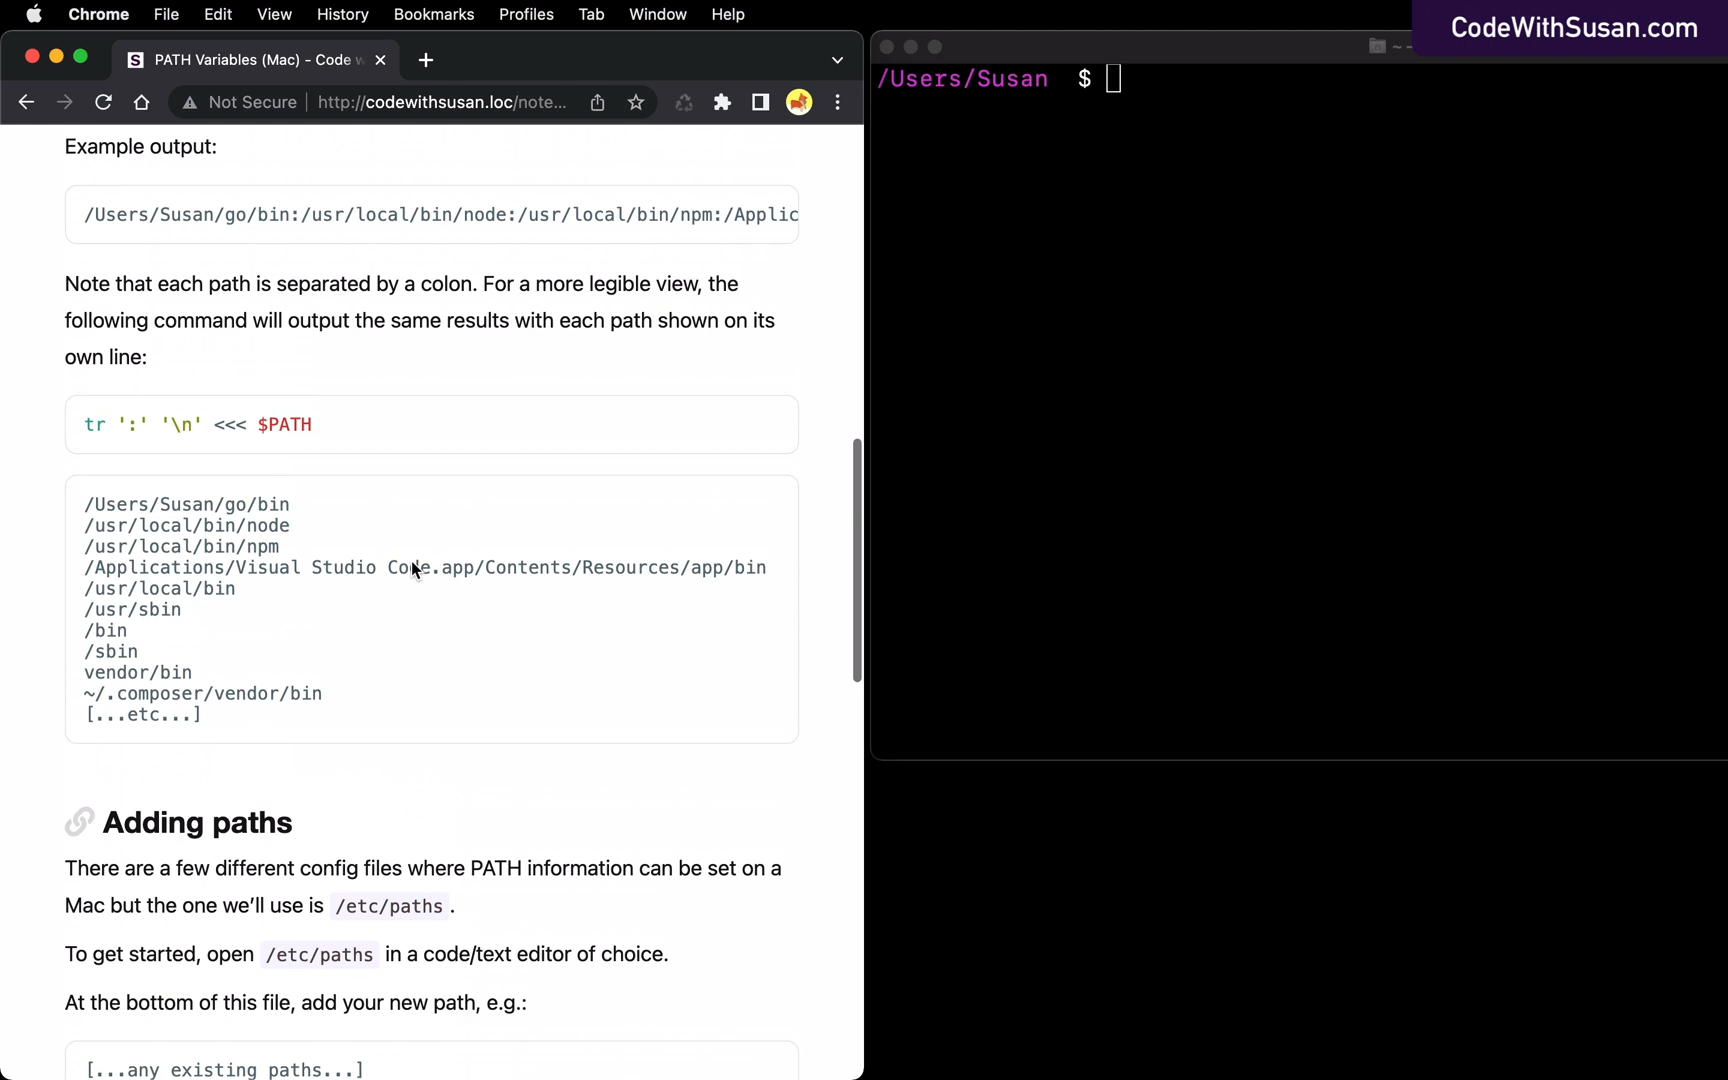 Chrome File Edit View History Bookmarks Profiles Tab Window Help
CodeWithSusan.com
PATH Variables (Mac) - Code w
Not Secure http://codewithsusan.loc/note...
Example output:
/Users/Susan/go/bin:/usr/local/bin/node:/usr/local/bin/npm:/Applic
Note that each path is separated by a colon. For a more legible view, the
following command will output the same results with each path shown on its
own line:
tr ':' '\n' <<< $PATH
/Users/Susan/go/bin
/usr/local/bin/node
/usr/local/bin/npm
/Applications/Visual Studio Code.app/Contents/Resources/app/bin
/usr/local/bin
/usr/sbin
/bin
/sbin
vendor/bin
~/.composer/vendor/bin
[...etc...]
Adding paths
There are a few different config files where PATH information can be set on a
Mac but the one we'll use is /etc/paths .
To get started, open /etc/paths in a code/text editor of choice.
At the bottom of this file, add your new path, e.g.:
[...any existing paths...]
~ -
/Users/Susan $